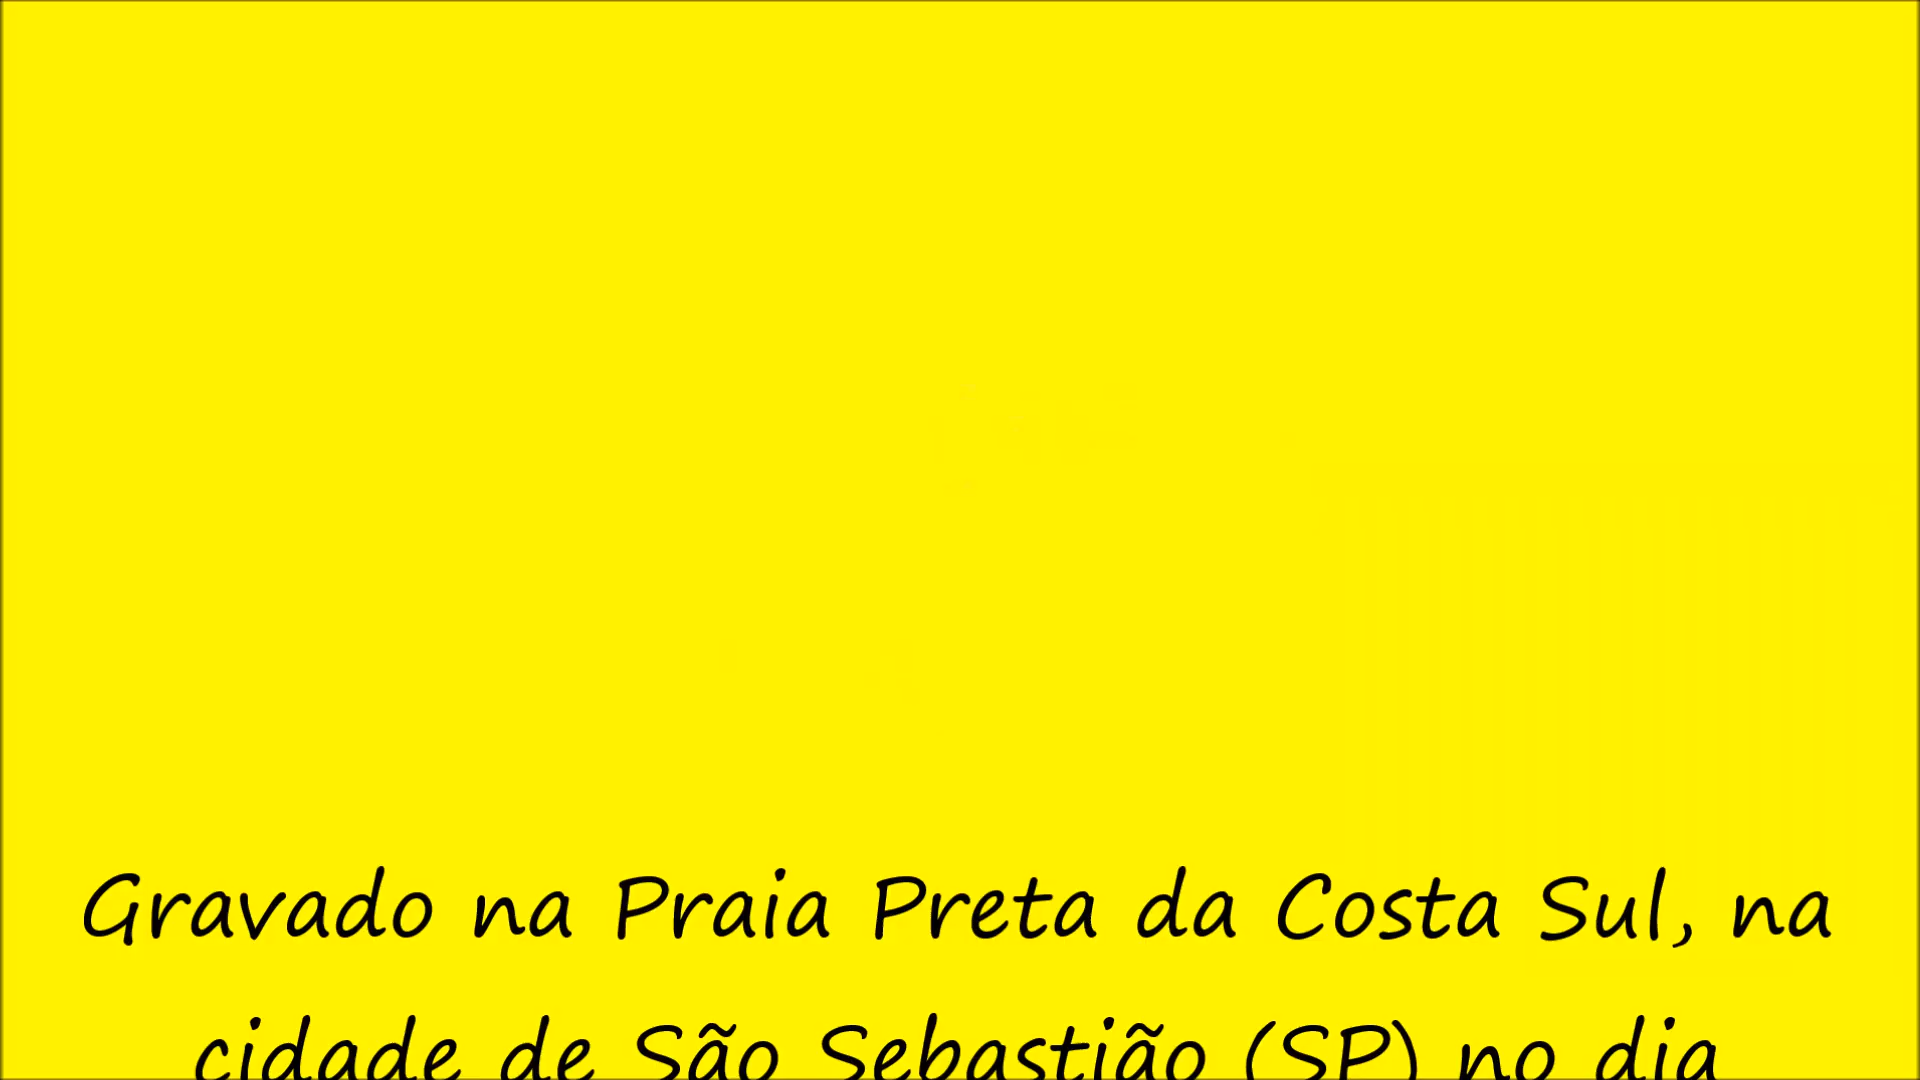 Gravado na Praia Preta da Costa Sul, na
cidade de São Sebastião (SP) no dia